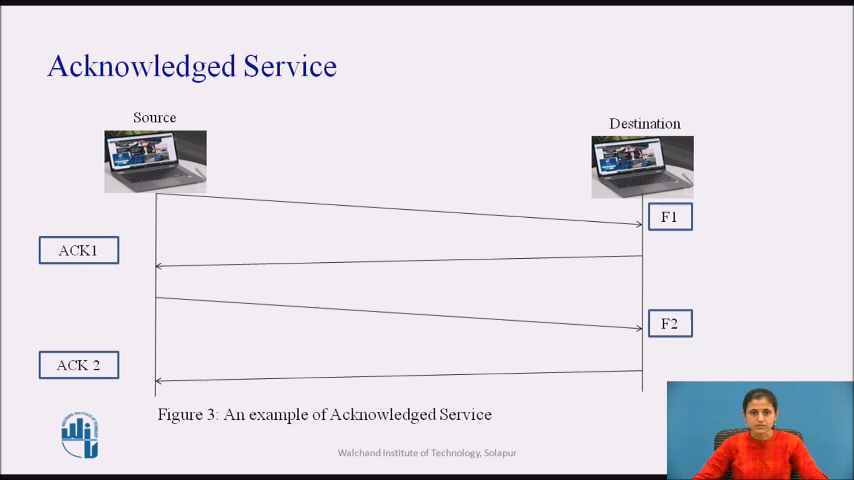 Acknowledged Service
Source
Destination
F1
ACK1
F2
ACK 2
Figure 3: An example of Acknowledged Service
Walchand Institute of Technology, Solapur